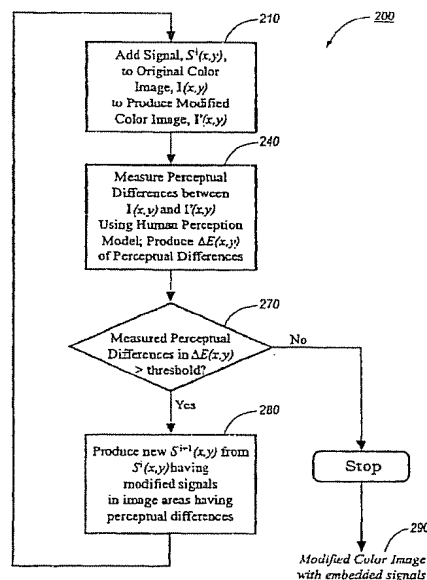 210
200
Add Signal, Sⁱ(x,y),
to Original Color
Image, I(x,y)
to Produce Modified
Color Image, I'(x,y)
240
Measure Perceptual
Differences between
I(x,y) and I'(x,y)
Using Human Perception
Model; Produce ΔE(x,y)
of Perceptual Differences
270
Measured Perceptual
Differences in ΔE(x,y)
> threshold?
No
Yes
280
Produce new Sⁱ⁺¹(x,y) from
Sⁱ(x,y) having
modified signals
in image areas having
perceptual differences
Stop
290
Modified Color Image
with embedded signals